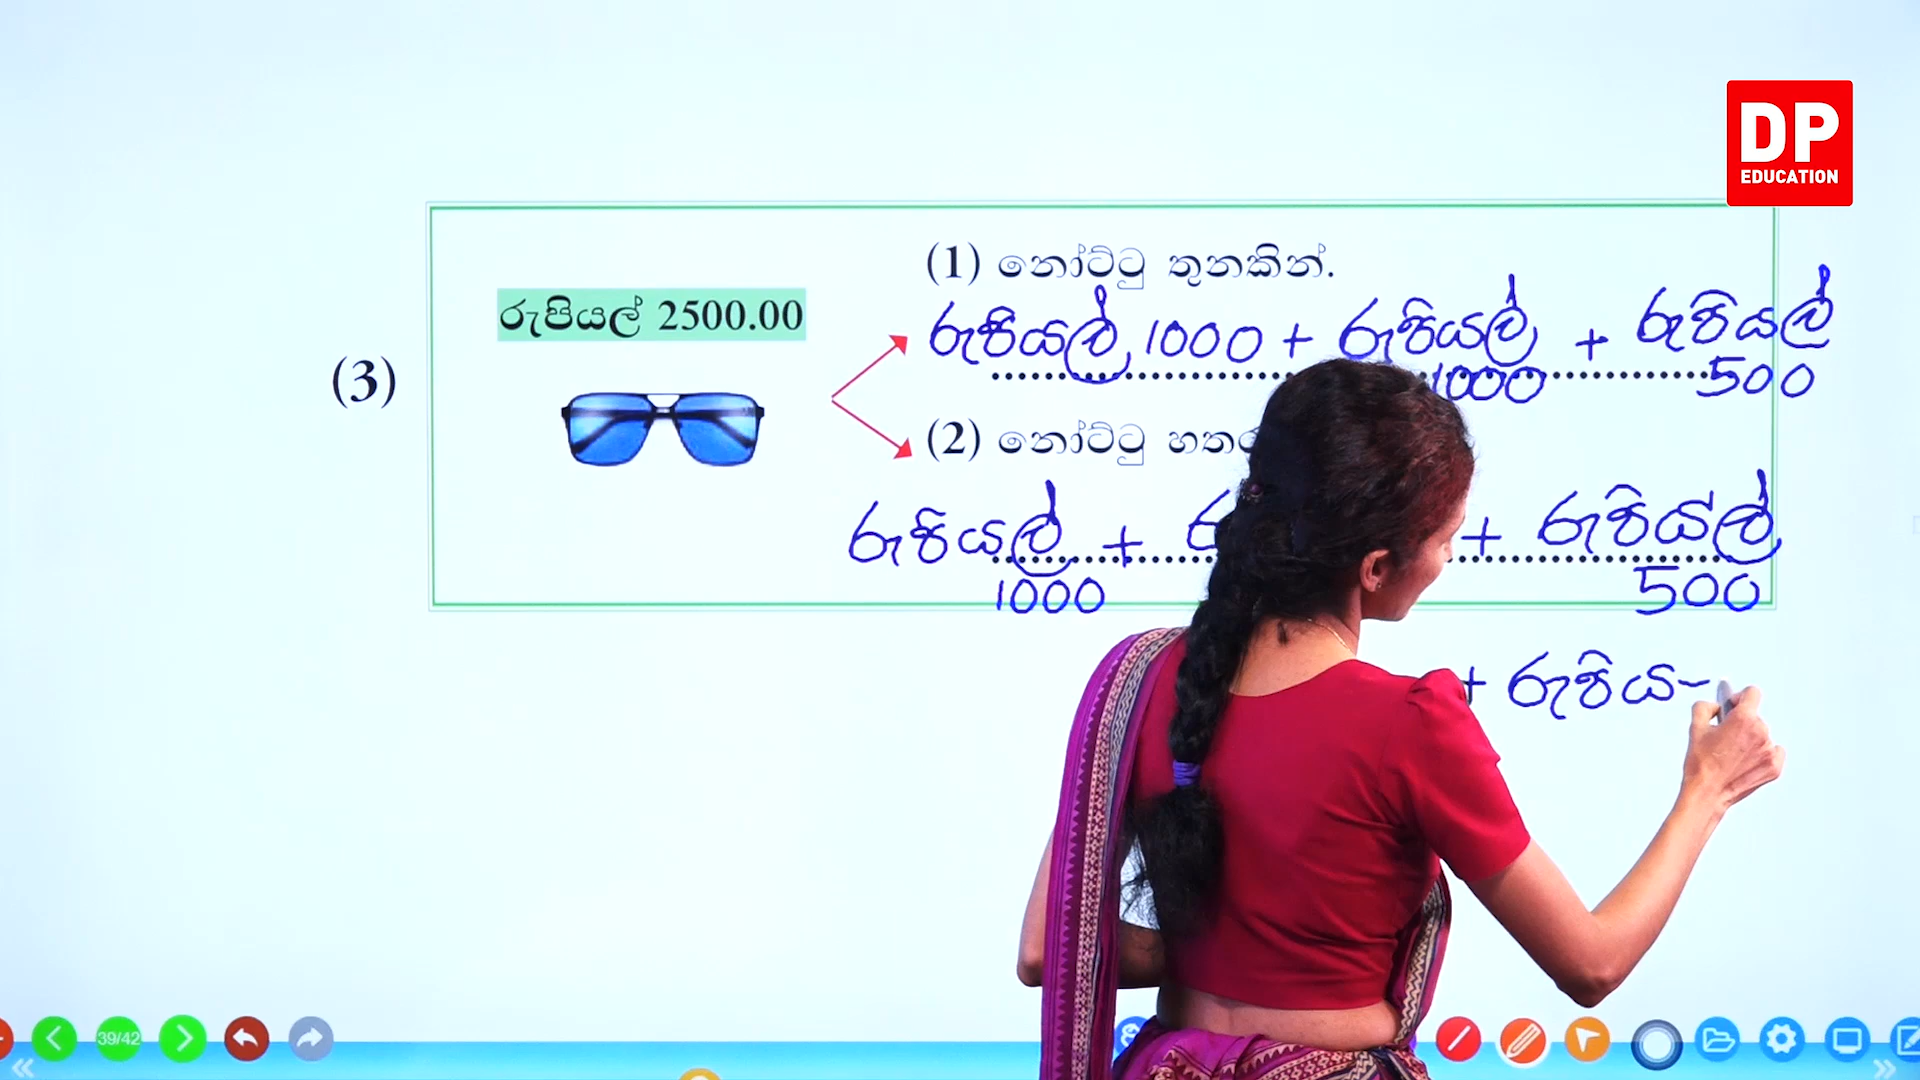 DP
EDUCATION
(1) නෝට්ටු තුනකින්.
රුපියල් 2500.00
රුපියල් 1000 + රුපියල් + රුපියල්
1000 500
(3)
(2) නෝට්ටු
රුපියල් + + රුපියල්
1000 500
+ රුපිය
39/42